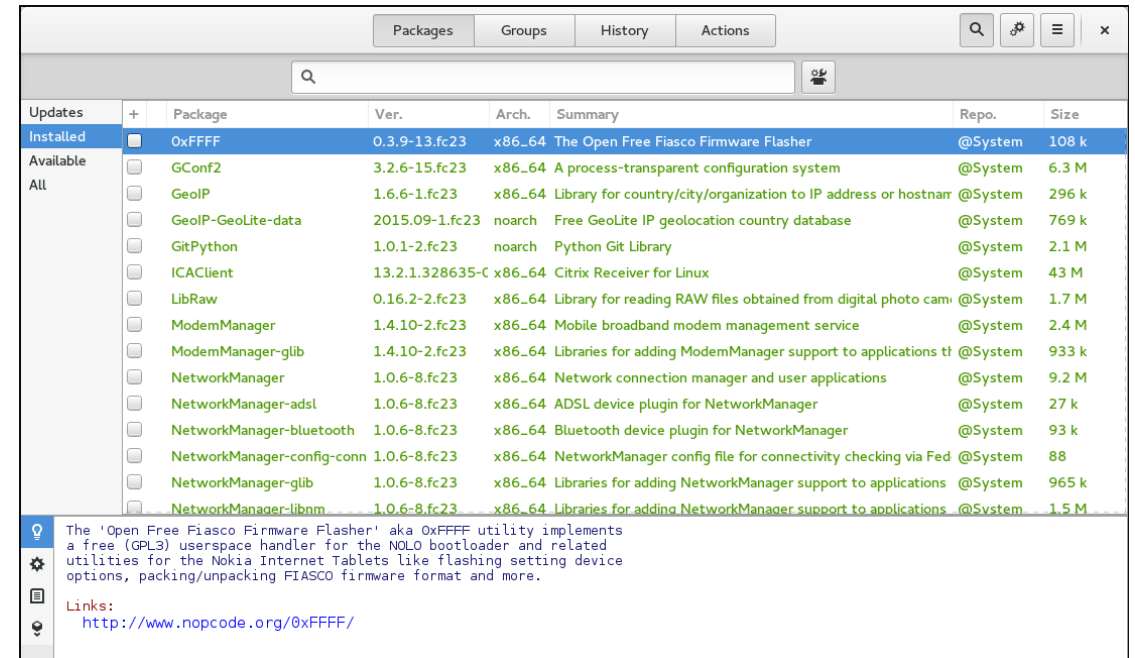 Packages Groups History Actions
Updates
Installed
Available
All
+ Package Ver. Arch. Summary Repo. Size
0xFFFF 0.3.9-13.fc23 x86_64 The Open Free Fiasco Firmware Flasher @System 108 k
GConf2 3.2.6-15.fc23 x86_64 A process-transparent configuration system @System 6.3 M
GeoIP 1.6.6-1.fc23 x86_64 Library for country/city/organization to IP address or hostnam @System 296 k
GeoIP-GeoLite-data 2015.09-1.fc23 noarch Free GeoLite IP geolocation country database @System 769 k
GitPython 1.0.1-2.fc23 noarch Python Git Library @System 2.1 M
ICAClient 13.2.1.328635-0 x86_64 Citrix Receiver for Linux @System 43 M
LibRaw 0.16.2-2.fc23 x86_64 Library for reading RAW files obtained from digital photo cam @System 1.7 M
ModemManager 1.4.10-2.fc23 x86_64 Mobile broadband modem management service @System 2.4 M
ModemManager-glib 1.4.10-2.fc23 x86_64 Libraries for adding ModemManager support to applications th @System 933 k
NetworkManager 1.0.6-8.fc23 x86_64 Network connection manager and user applications @System 9.2 M
NetworkManager-adsl 1.0.6-8.fc23 x86_64 ADSL device plugin for NetworkManager @System 27 k
NetworkManager-bluetooth 1.0.6-8.fc23 x86_64 Bluetooth device plugin for NetworkManager @System 93 k
NetworkManager-config-conn 1.0.6-8.fc23 x86_64 NetworkManager config file for connectivity checking via Fed @System 88
NetworkManager-glib 1.0.6-8.fc23 x86_64 Libraries for adding NetworkManager support to applications @System 965 k
NetworkManager-libnm 1.0.6-8.fc23 x86_64 Libraries for adding NetworkManager support to applications @System 1.5 M
The 'Open Free Fiasco Firmware Flasher' aka 0xFFFF utility implements
a free (GPL3) userspace handler for the NOLO bootloader and related
utilities for the Nokia Internet Tablets like flashing setting device
options, packing/unpacking FIASCO firmware format and more.
Links:
http://www.nopcode.org/0xFFFF/